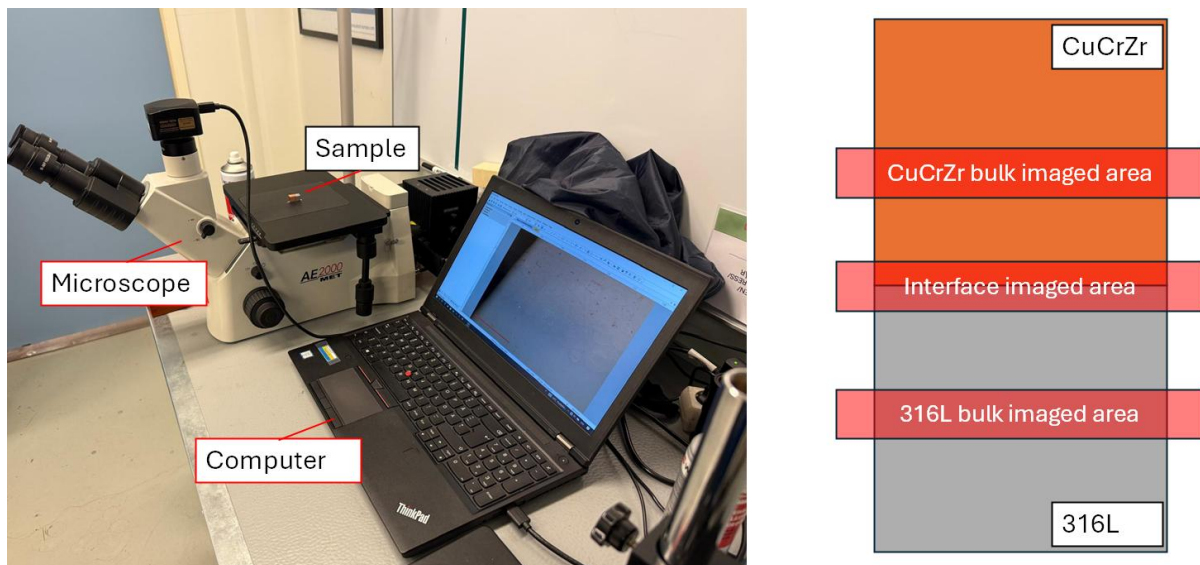 Sample
Microscope
AE2000
MET
Computer
ThinkPad
CuCrZr
CuCrZr bulk imaged area
Interface imaged area
316L bulk imaged area
316L